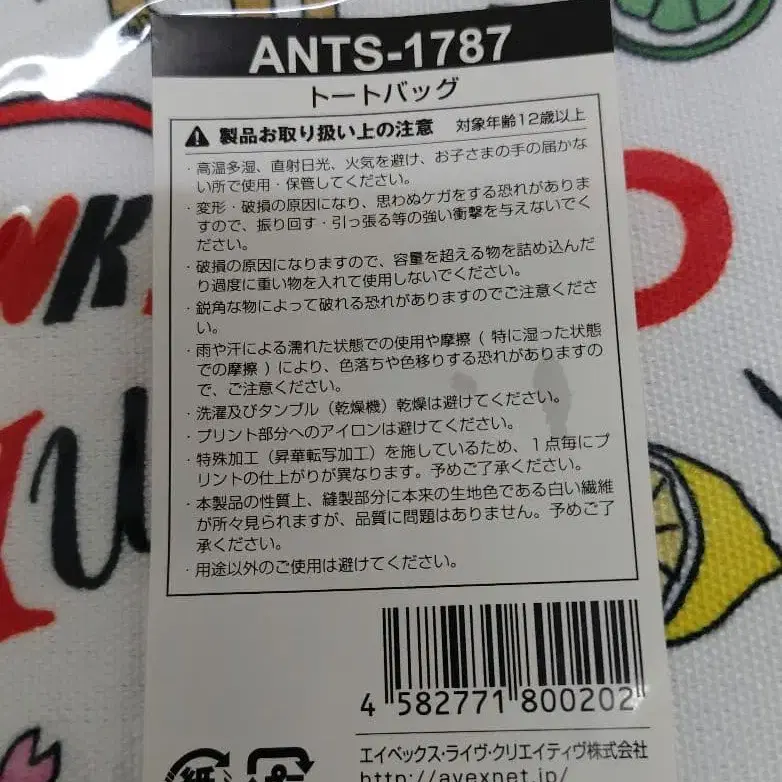 ANTS-1787
トートバッグ
製品お取り扱い上の注意 対象年齢12歳以上
・高温多湿、直射日光、火気を避け、お子さまの手の届かな
い所で使用・保管してください。
・変形・破損の原因になり、思わぬケガをする恐れがありま
すので、振り回す・引っ張る等の強い衝撃を与えないでく
ださい。
・破損の原因になりますので、容量を超える物を詰め込んだ
り過度に重い物を入れて使用しないでください。
・鋭角な物によって破れる恐れがありますのでご注意くださ
い。
・雨や汗による濡れた状態での使用や摩擦（特に湿った状態
での摩擦）により、色落ちや色移りする恐れがありますの
で、ご注意ください。
・洗濯及びタンブル（乾燥機）乾燥は避けてください。
・プリント部分へのアイロンは避けてください。
・特殊加工（昇華転写加工）を施しているため、1点毎にプ
リントの仕上がりが異なります。予めご了承ください。
・本製品の性質上、縫製部分に本来の生地色である白い繊維
が所々見られますが、品質に問題はありません。予めご了
承ください。
・用途以外のご使用は避けてください。
4 582771 800202
エイベックス・ライヴ・クリエイティヴ株式会社
http://avexnet.jp/
紙